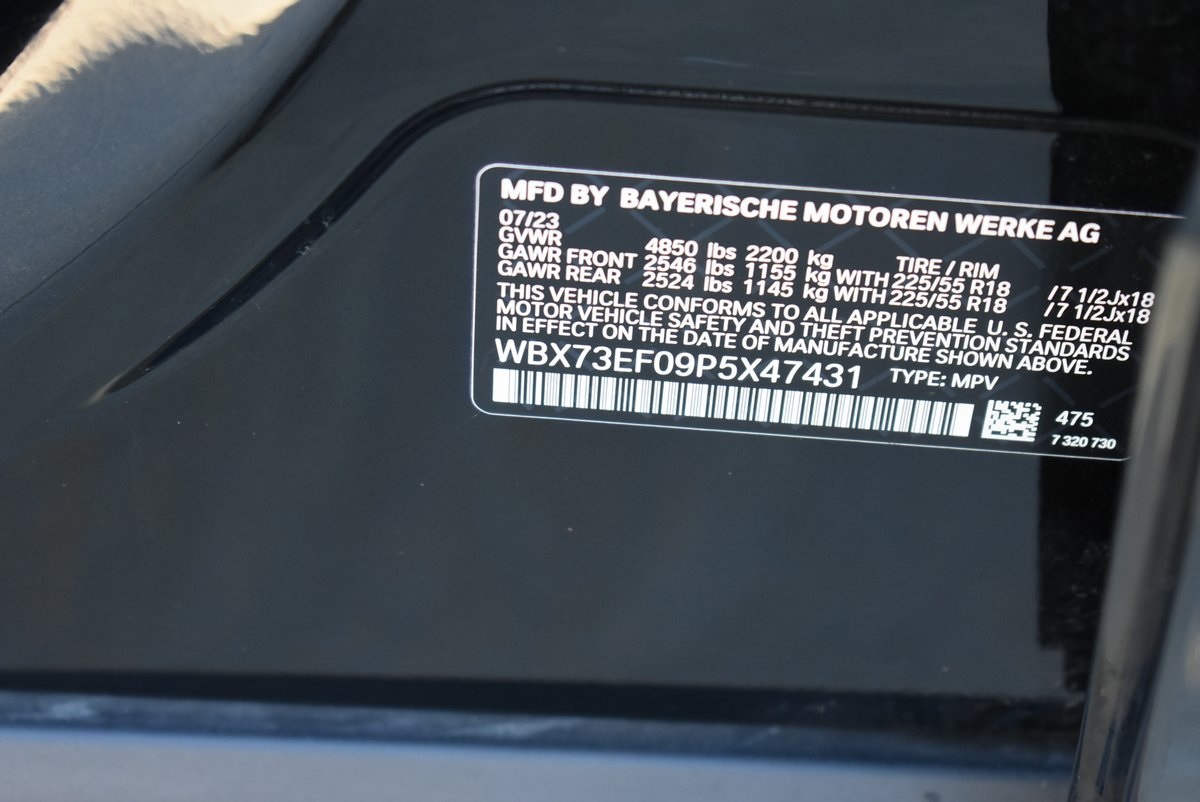 MFD BY BAYERISCHE MOTOREN WERKE AG
07/23
GVWR 4850 lbs 2200 kg TIRE / RIM
GAWR FRONT 2546 lbs 1155 kg WITH 225/55 R18 /7 1/2Jx18
GAWR REAR 2524 lbs 1145 kg WITH 225/55 R18 /7 1/2Jx18
THIS VEHICLE CONFORMS TO ALL APPLICABLE U. S. FEDERAL
MOTOR VEHICLE SAFETY AND THEFT PREVENTION STANDARDS
IN EFFECT ON THE DATE OF MANUFACTURE SHOWN ABOVE.
WBX73EF09P5X47431 TYPE: MPV
475
7 320 730